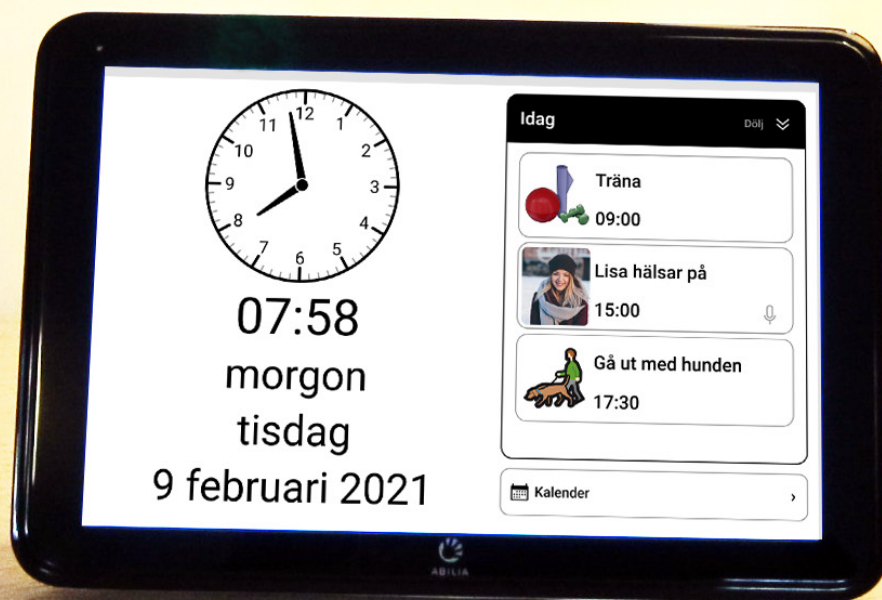 12
1
2
3
4
5
6
7
8
9
10
11
07:58
morgon
tisdag
9 februari 2021
Idag
Dölj
Träna
09:00
Lisa hälsar på
15:00
Gå ut med hunden
17:30
Kalender
ABILIA